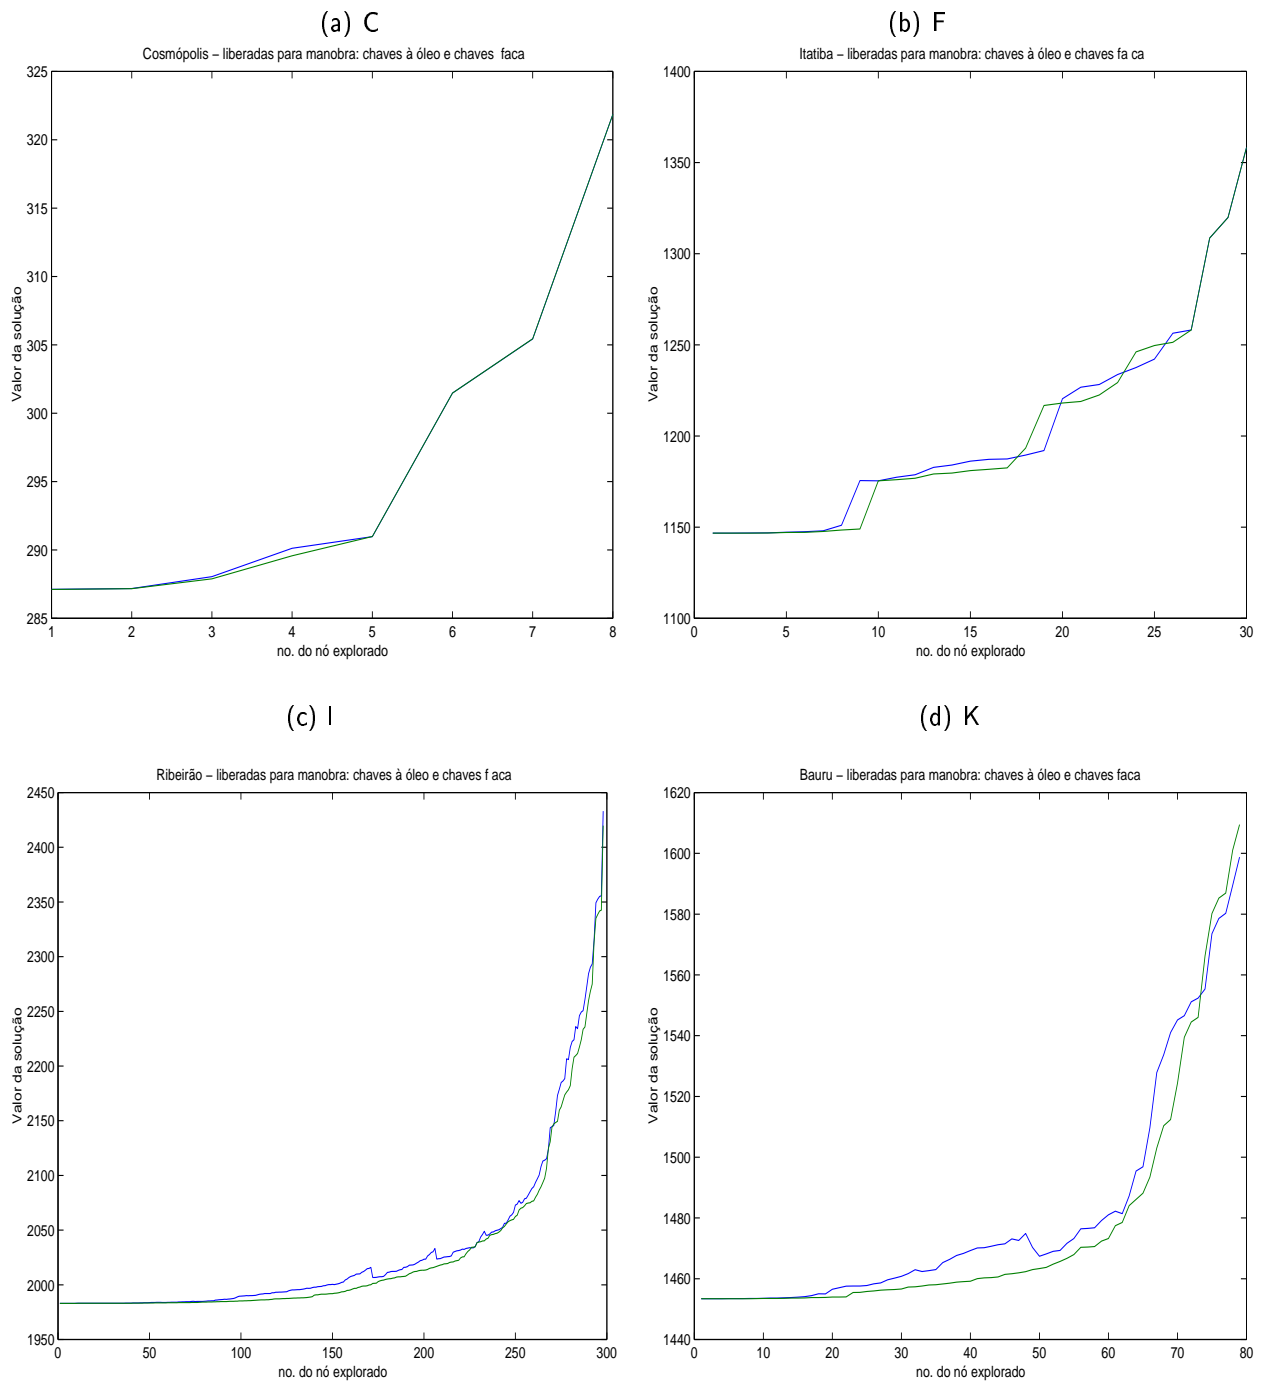 (a) C
Cosmópolis – liberadas para manobra: chaves à óleo e chaves faca
325
320
315
310
305
300
295
290
285
1 2 3 4 5 6 7 8
Valor da solução
no. do nó explorado
(b) F
Itatiba – liberadas para manobra: chaves à óleo e chaves fa ca
1400
1350
1300
1250
1200
1150
1100
0 5 10 15 20 25 30
Valor da solução
no. do nó explorado
(c) I
Ribeirão – liberadas para manobra: chaves à óleo e chaves f aca
2450
2400
2350
2300
2250
2200
2150
2100
2050
2000
1950
0 50 100 150 200 250 300
Valor da solução
no. do nó explorado
(d) K
Bauru – liberadas para manobra: chaves à óleo e chaves faca
1620
1600
1580
1560
1540
1520
1500
1480
1460
1440
0 10 20 30 40 50 60 70 80
Valor da solução
no. do nó explorado